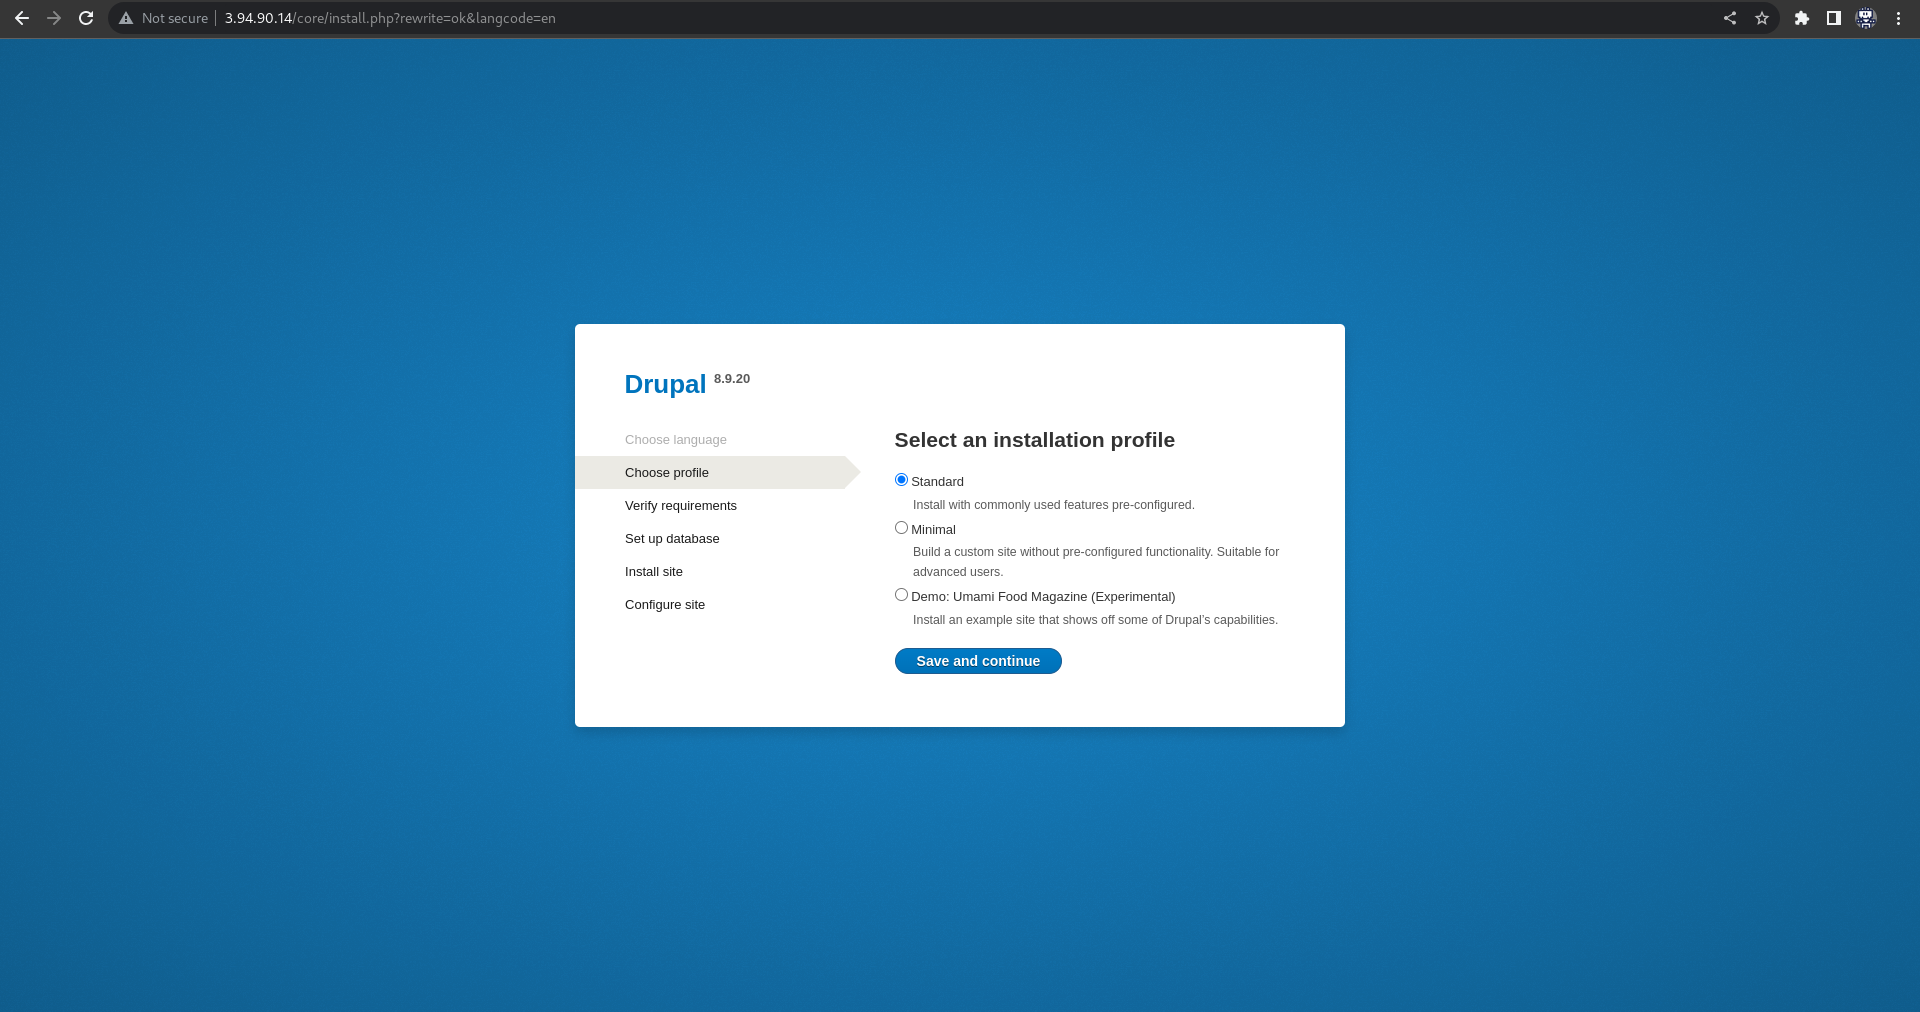 Not secure
3.94.90.14/core/install.php?rewrite=ok&langcode=en
Drupal 8.9.20
Choose language
Choose profile
Verify requirements
Set up database
Install site
Configure site
Select an installation profile
Standard
Install with commonly used features pre-configured.
Minimal
Build a custom site without pre-configured functionality. Suitable for
advanced users.
Demo: Umami Food Magazine (Experimental)
Install an example site that shows off some of Drupal’s capabilities.
Save and continue